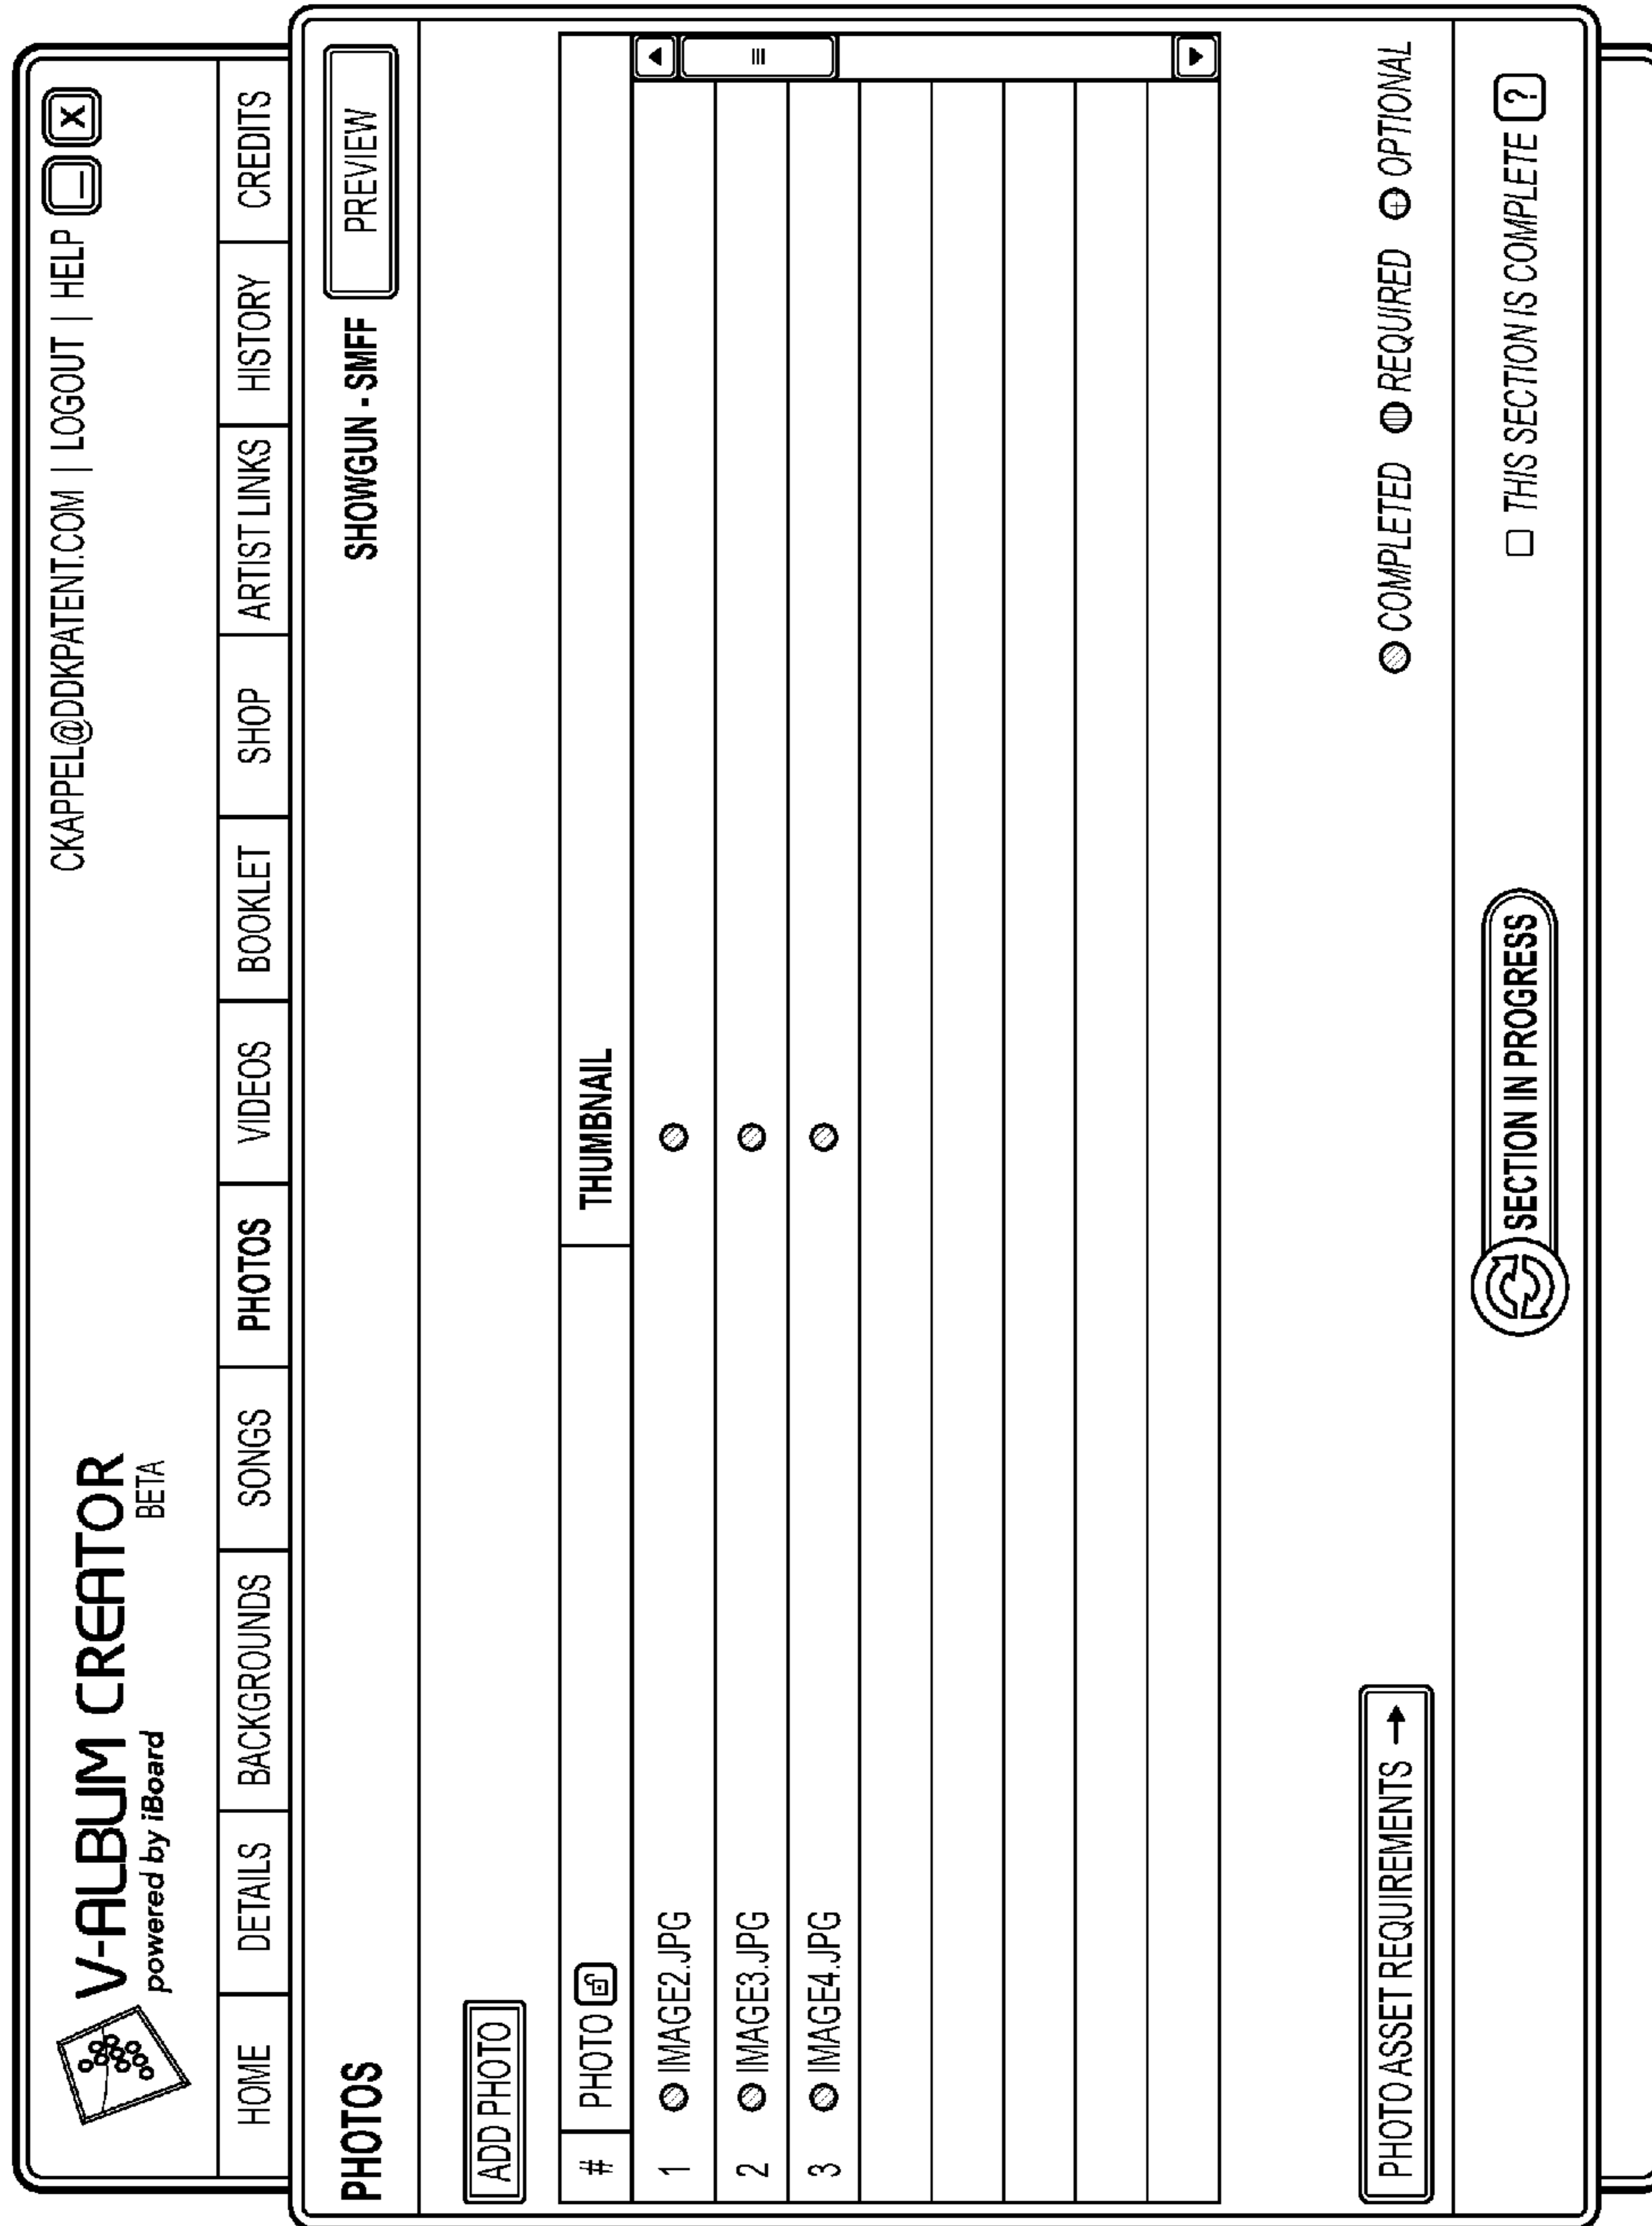 V-ALBUM CREATOR
powered by iBoard BETA
CKAPPEL@DDKPATENT.COM | LOGOUT | HELP _ X
HOME DETAILS BACKGROUNDS SONGS PHOTOS VIDEOS BOOKLET SHOP ARTIST LINKS HISTORY CREDITS
PHOTOS SHOWGUN - SMFF PREVIEW
ADD PHOTO
# PHOTO THUMBNAIL
1 IMAGE2.JPG
2 IMAGE3.JPG
3 IMAGE4.JPG
PHOTO ASSET REQUIREMENTS → COMPLETED REQUIRED OPTIONAL
SECTION IN PROGRESS THIS SECTION IS COMPLETE ?